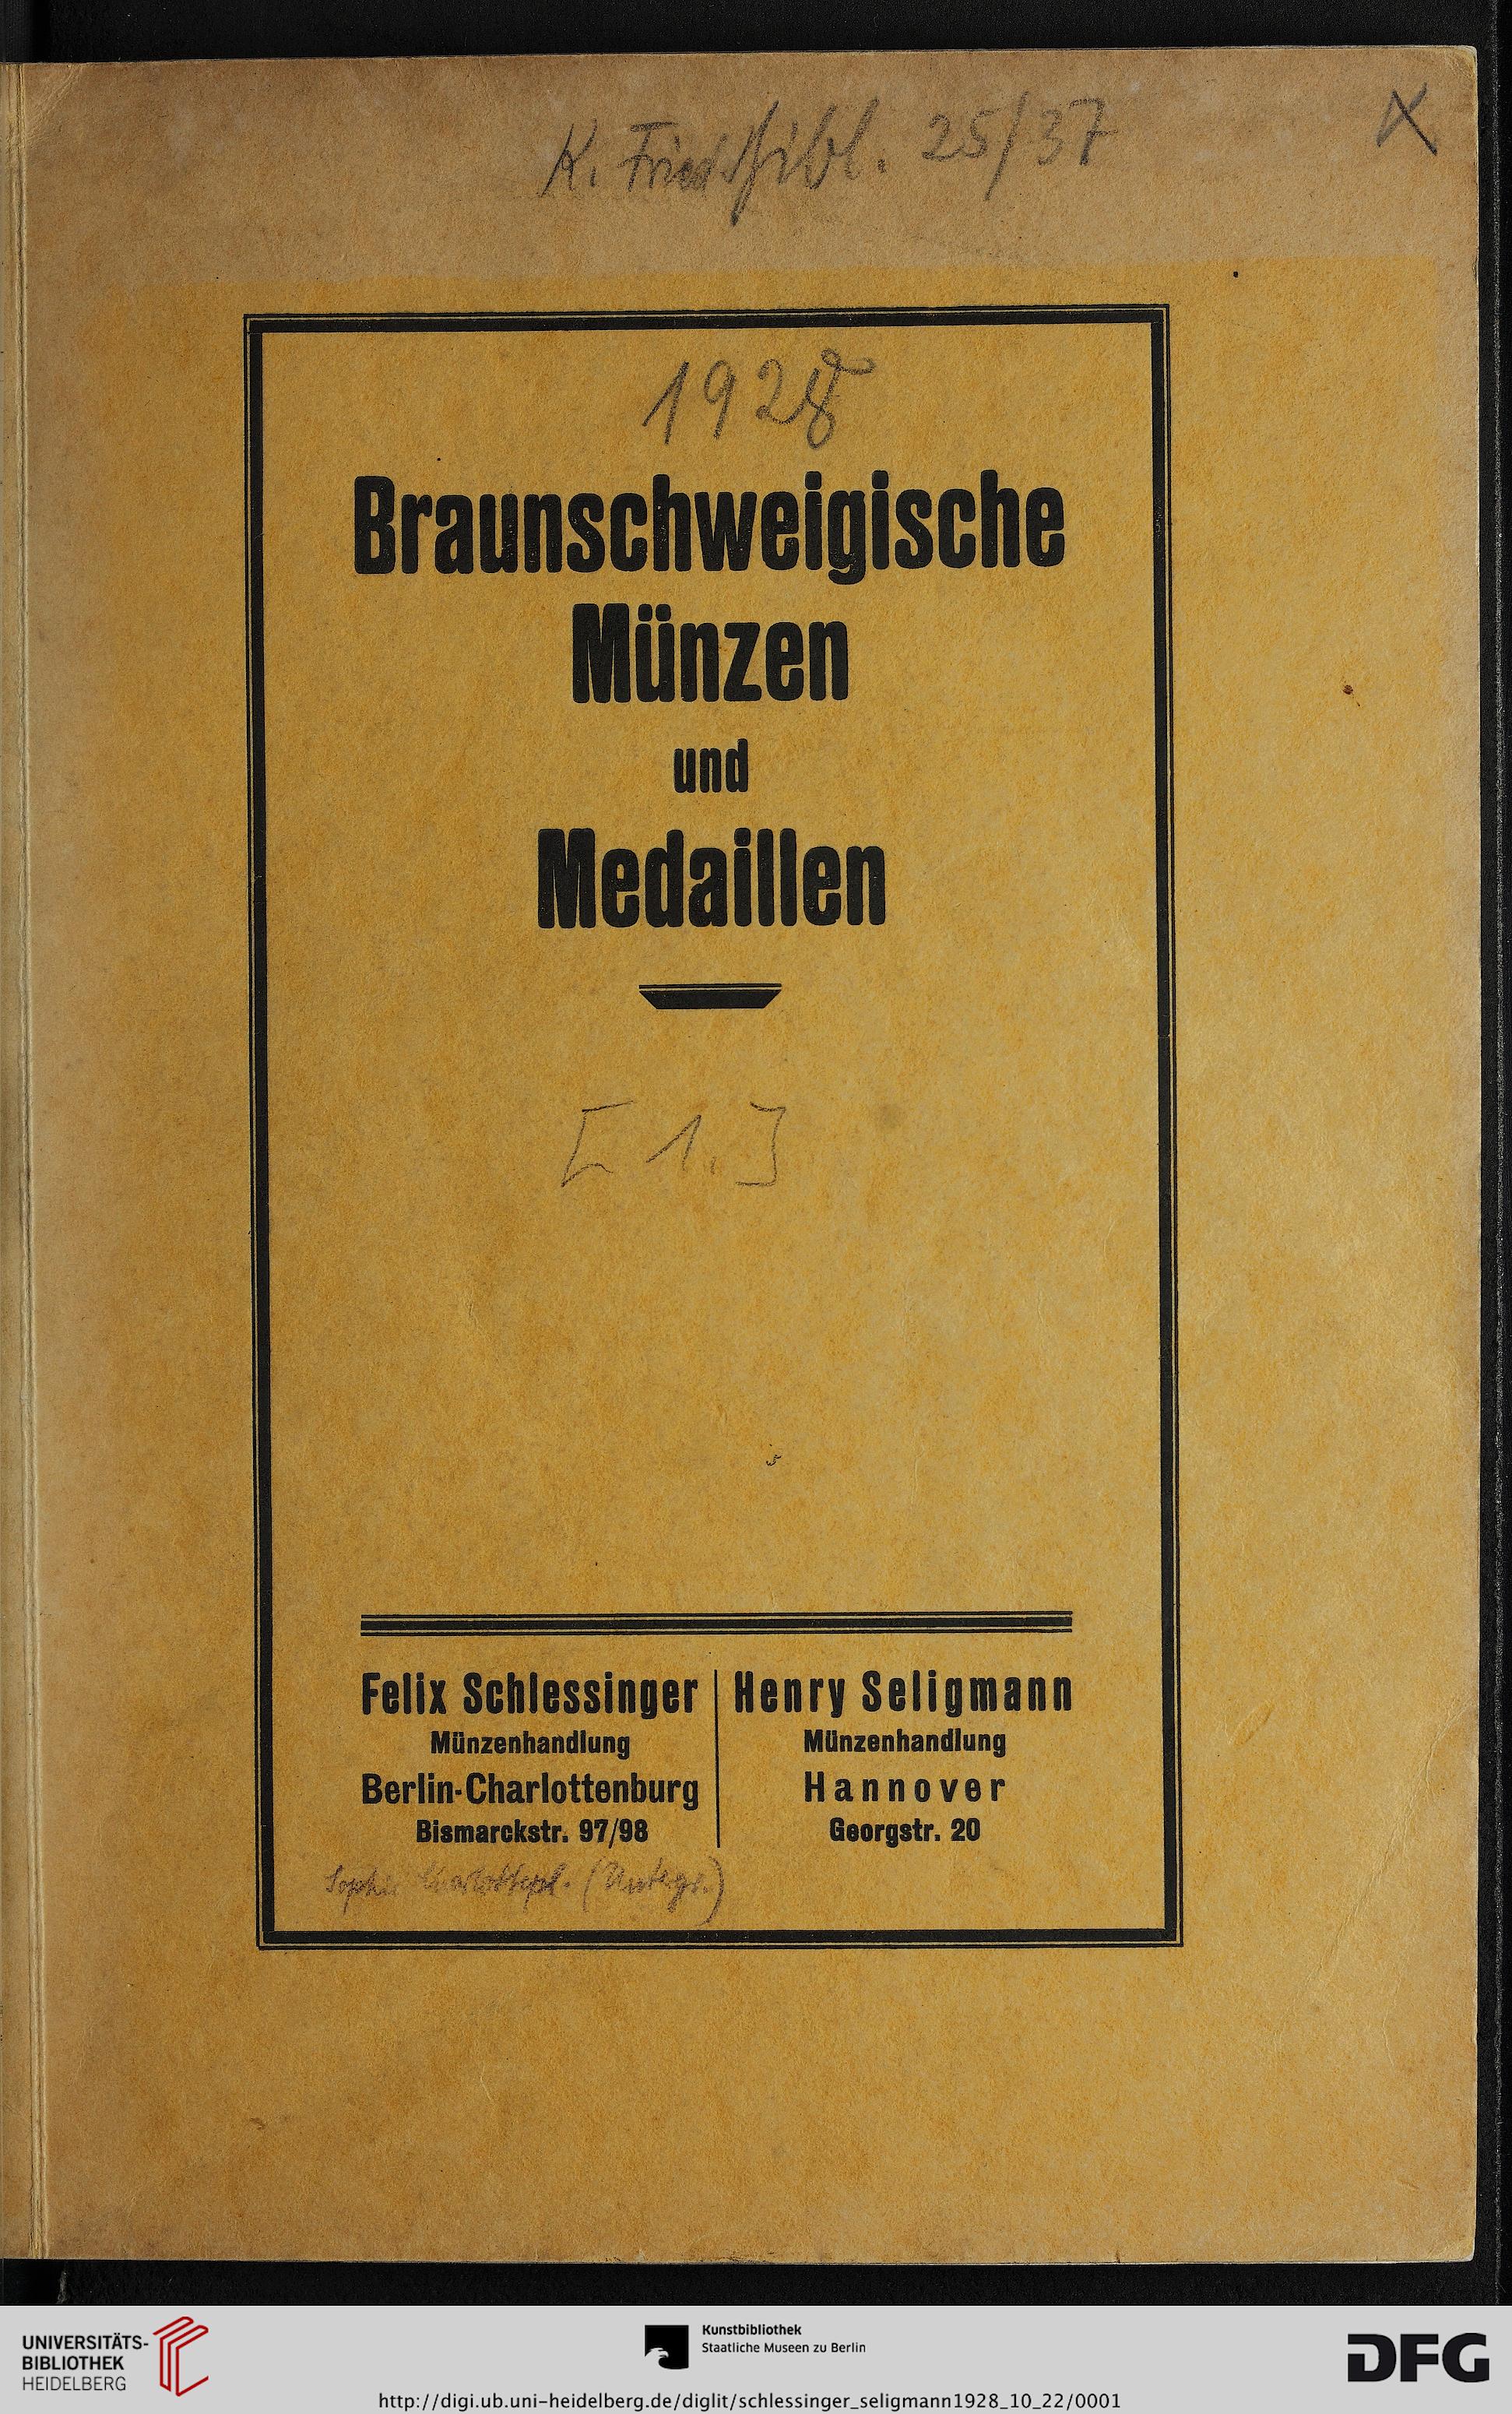 25/37
X
1928
Braunschweigische
Münzen
und
Medaillen
[1.]
Felix Schlessinger
Münzenhandlung
Berlin-Charlottenburg
Bismarckstr. 97/98
Henry Seligmann
Münzenhandlung
Hannover
Georgstr. 20
UNIVERSITÄTS-
BIBLIOTHEK
HEIDELBERG
Kunstbibliothek
Staatliche Museen zu Berlin
DFG
http://digi.ub.uni-heidelberg.de/diglit/schlessinger_seligmann1928_10_22/0001